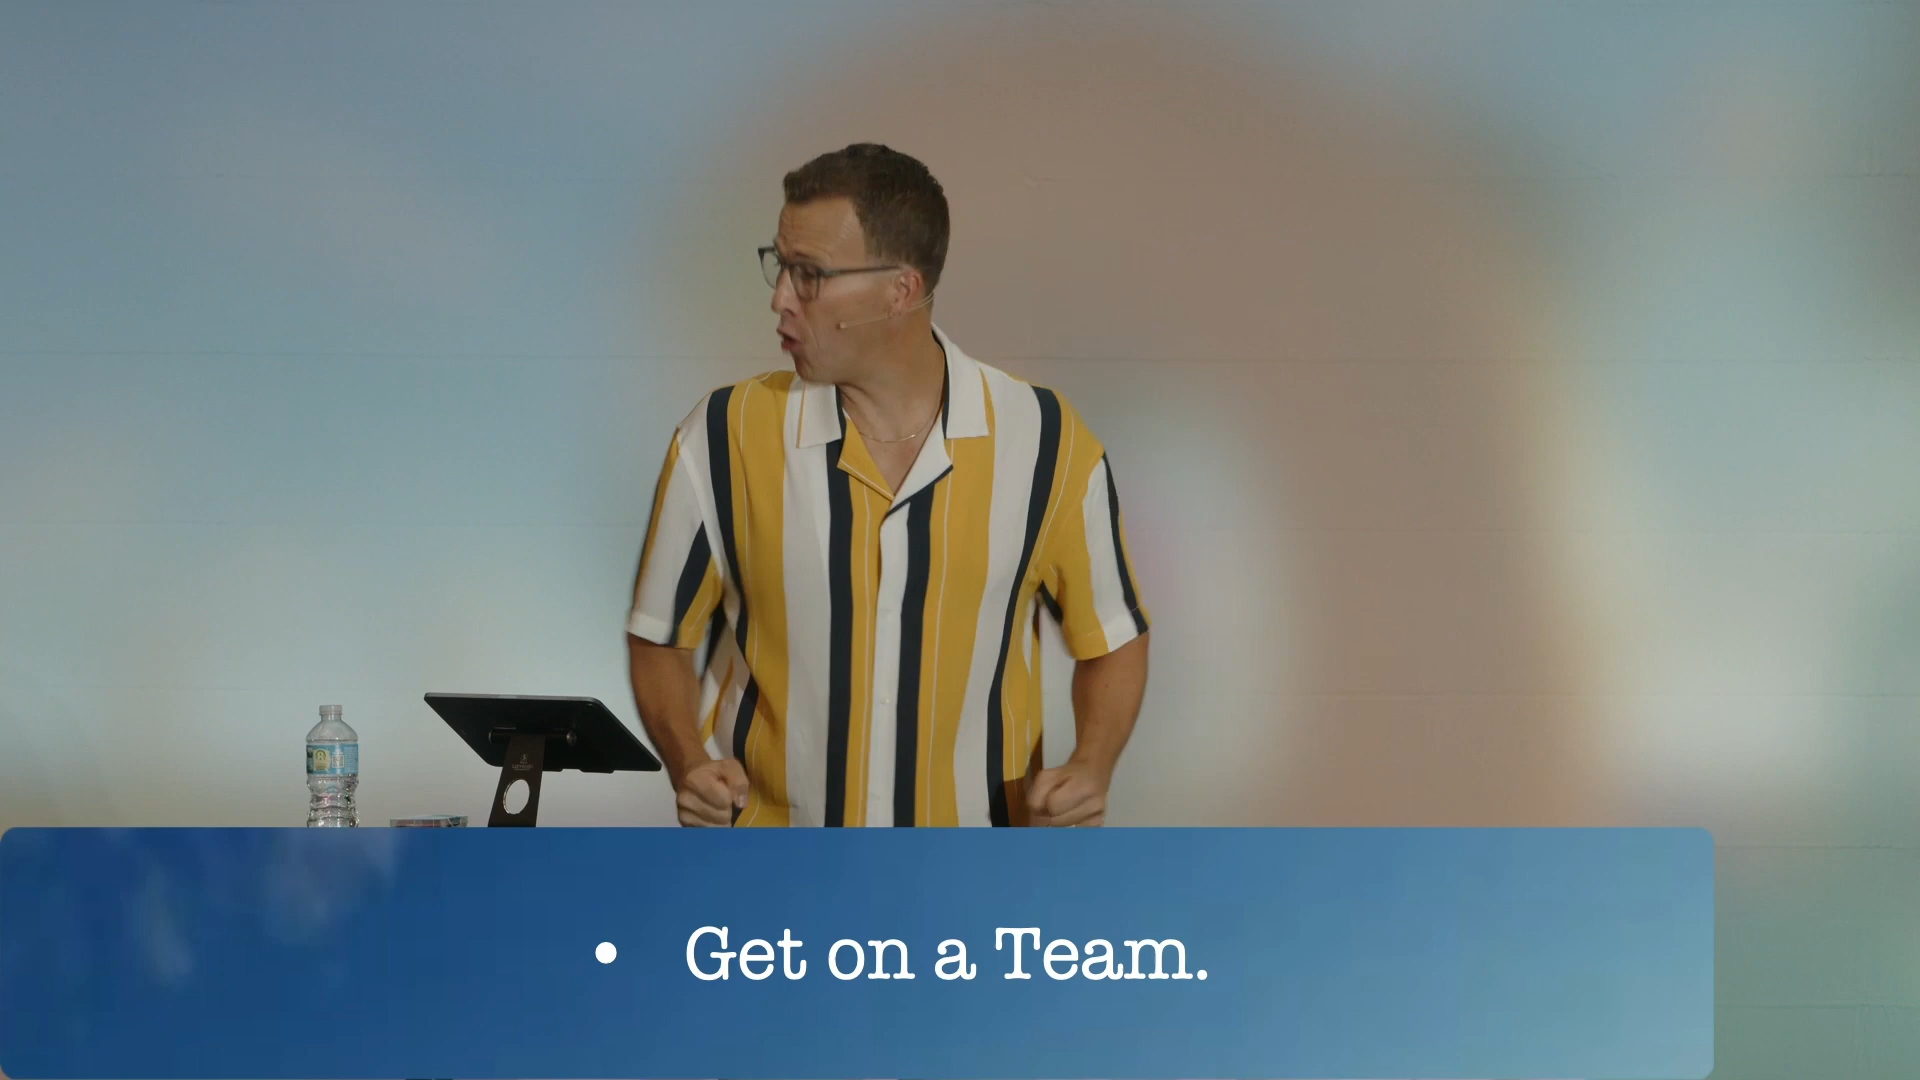 • Get on a Team.